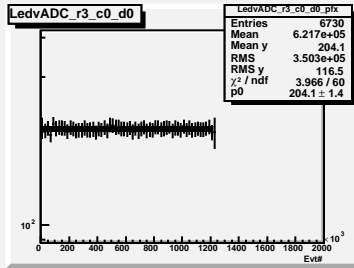 LedvADC_r3_c0_d0
LedvADC_r3_c0_d0_pfx
Entries 6730
Mean 6.217e+05
Mean y 204.1
RMS 3.503e+05
RMS y 116.5
χ² / ndf 3.966 / 60
p0 204.1 ± 1.4
10²
0 200 400 600 800 1000 1200 1400 1600 1800 2000
×10³
Evt#